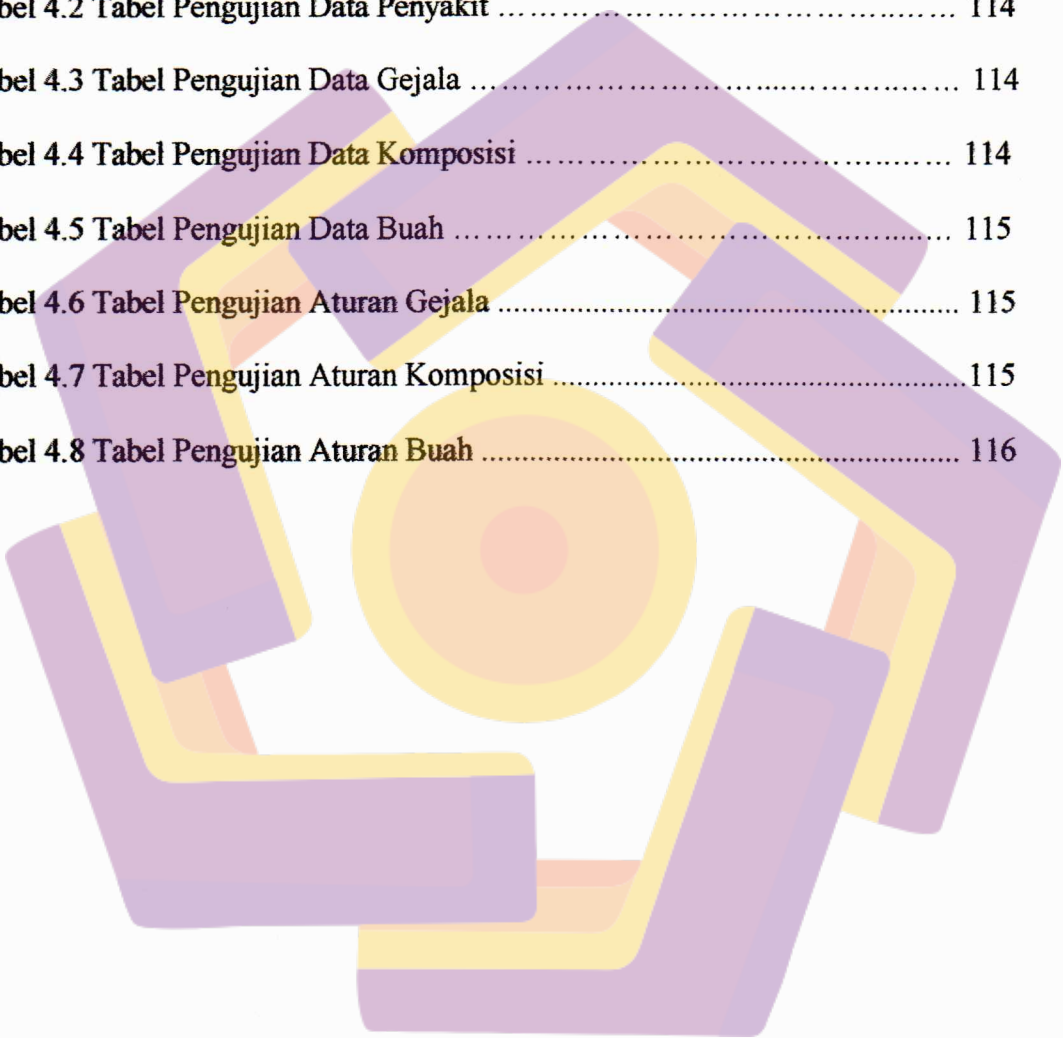 bel 4.2 Tabel Pengujian Data Penyakit ........................................................ 114
bel 4.3 Tabel Pengujian Data Gejala ........................................................ 114
bel 4.4 Tabel Pengujian Data Komposisi ........................................................ 114
bel 4.5 Tabel Pengujian Data Buah ........................................................ 115
bel 4.6 Tabel Pengujian Aturan Gejala ........................................................ 115
bel 4.7 Tabel Pengujian Aturan Komposisi ........................................................115
bel 4.8 Tabel Pengujian Aturan Buah ........................................................ 116